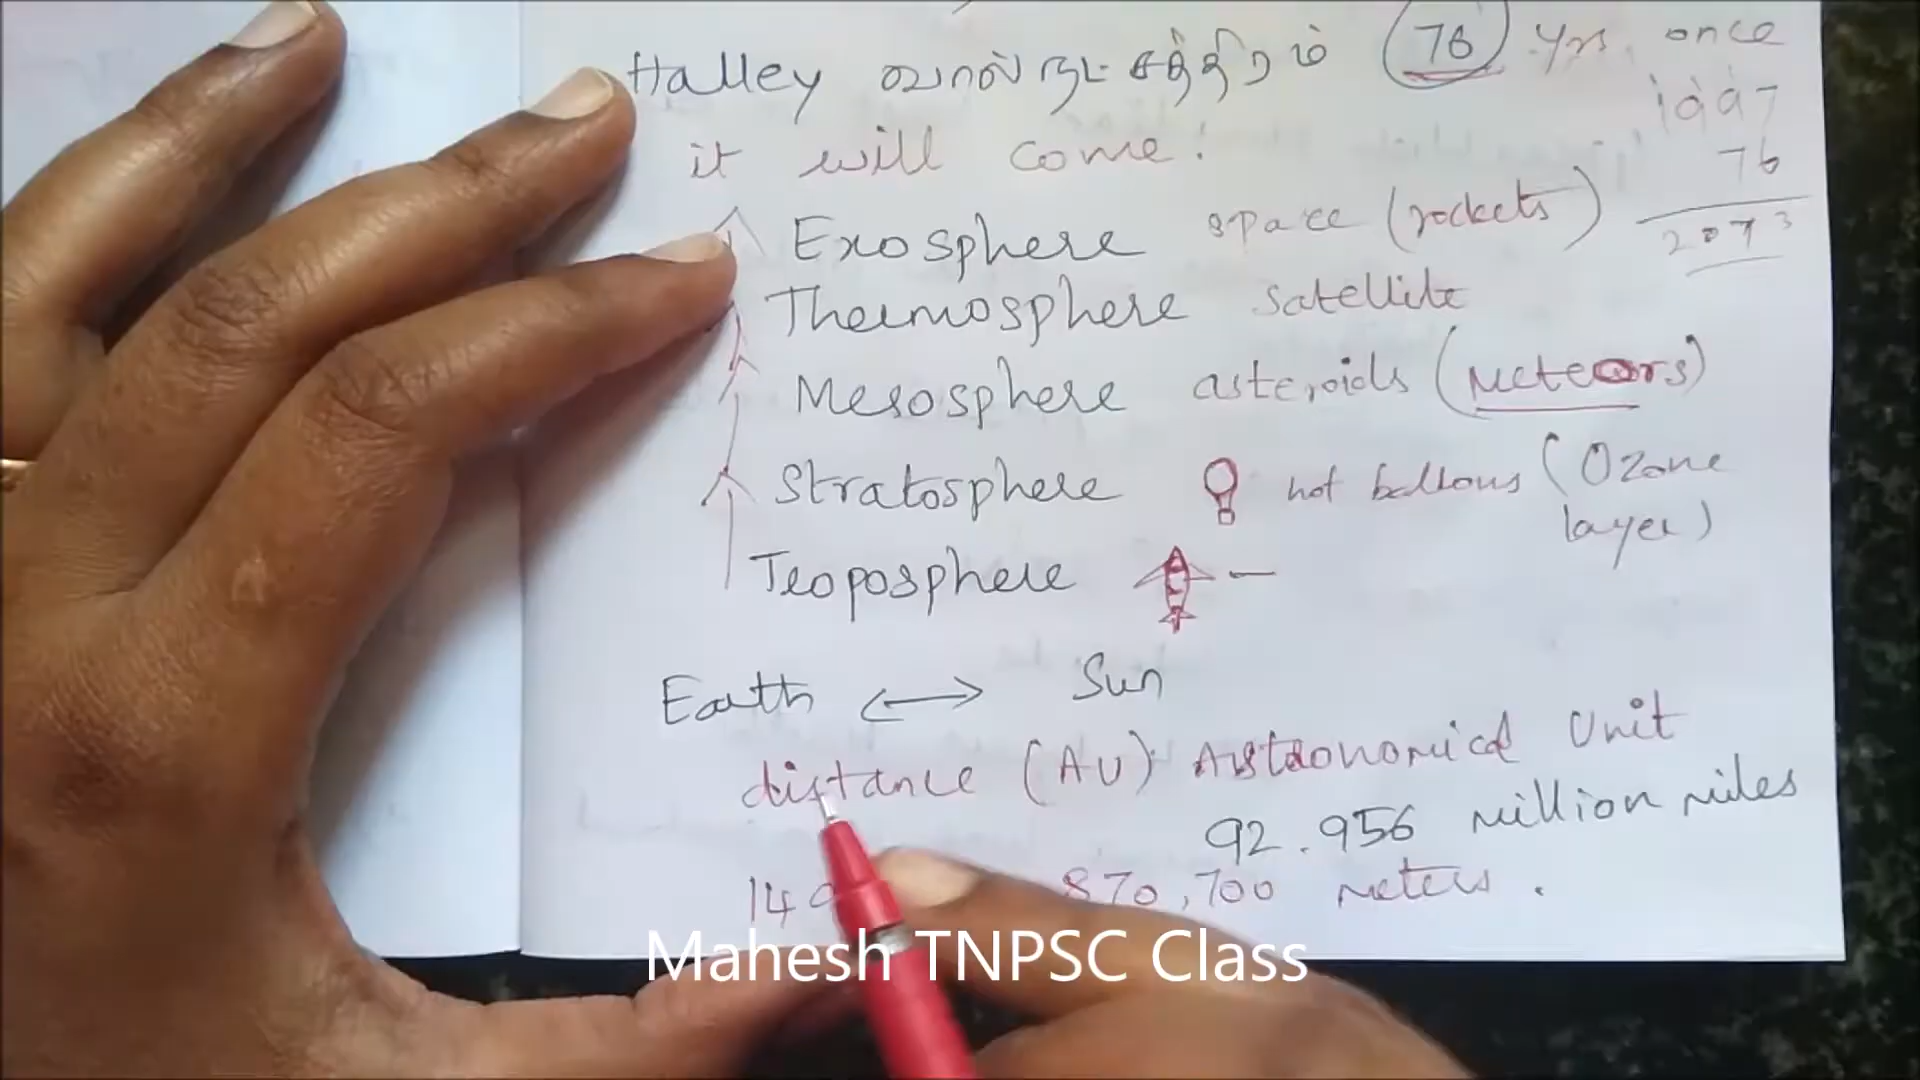 Halley வால் நட்சத்திரம் 76 yrs once
1997
it will come!
76
2073
Exosphere space (rockets)
Thermosphere satellite
Mesosphere asteroids (Meteors)
Stratosphere hot balloons (Ozone
layer)
Troposphere
Earth ⟷ Sun
distance (AU) Astronomical Unit
92.956 million miles
870,700 meters.
Mahesh TNPSC Class